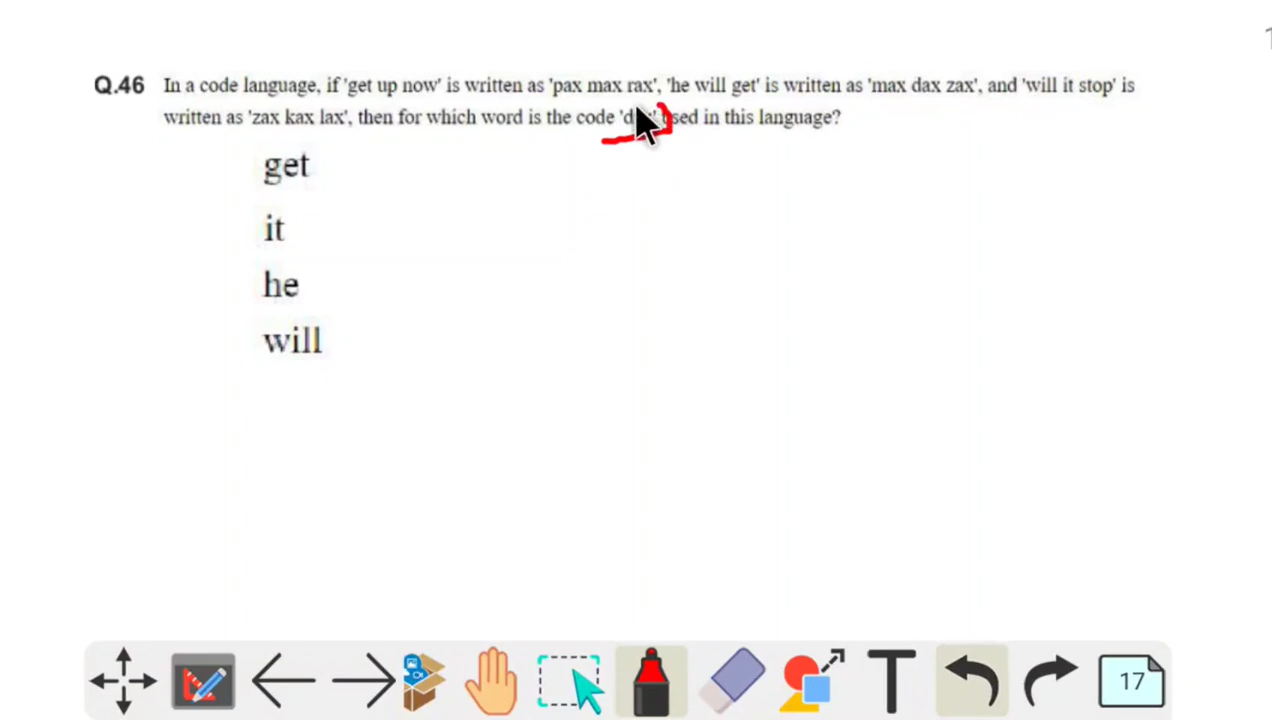 1
Q.46 In a code language, if 'get up now' is written as 'pax max rax', 'he will get' is written as 'max dax zax', and 'will it stop' is
written as 'zax kax lax', then for which word is the code used in this language?
get
it
he
will
17